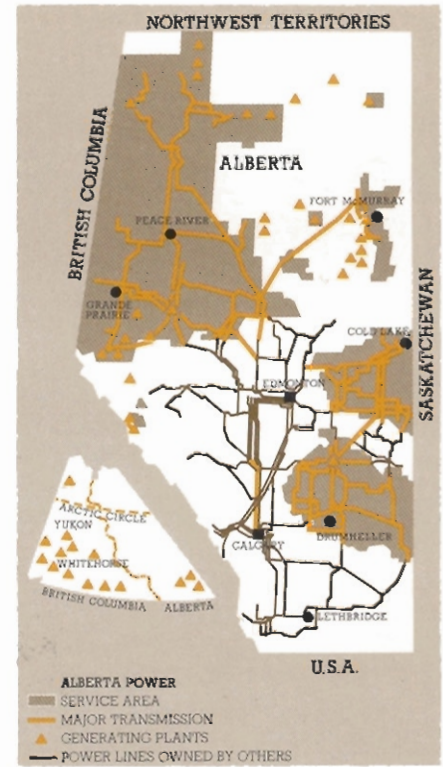 NORTHWEST TERRITORIES
BRITISH COLUMBIA
ALBERTA
FORT McMURRAY
PEACE RIVER
GRANDE
PRAIRIE
COLD LAKE
SASKATCHEWAN
EDMONTON
ARCTIC CIRCLE
YUKON
WHITEHORSE
BRITISH COLUMBIA
ALBERTA
CALGARY
DRUMHELLER
LETHBRIDGE
U.S.A.
ALBERTA POWER
SERVICE AREA
MAJOR TRANSMISSION
GENERATING PLANTS
POWER LINES OWNED BY OTHERS